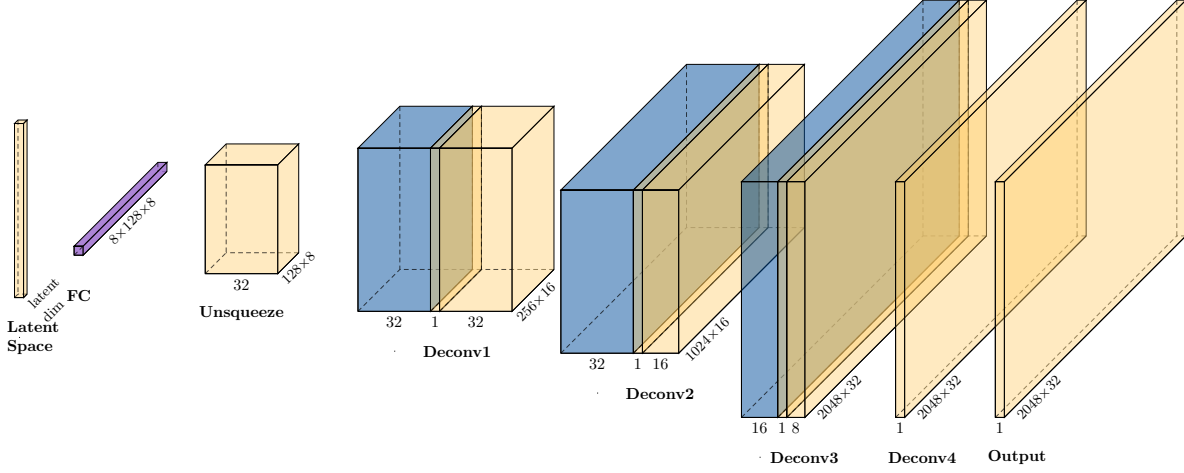 latent
dim
Latent
Space
8×128×8
FC
32
128×8
Unsqueeze
32
1
32
256×16
Deconv1
32
1
16
1024×16
Deconv2
16
1
8
2048×32
Deconv3
1
2048×32
Deconv4
1
2048×32
Output